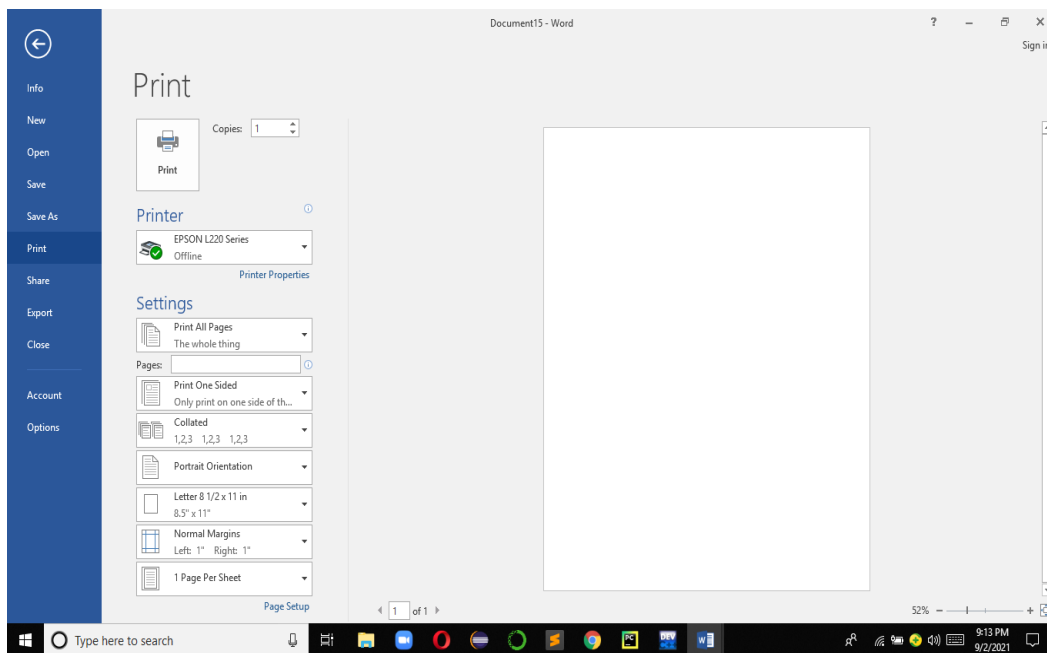 Document15 - Word
?
Sign in
Info
New
Open
Save
Save As
Print
Share
Export
Close
Account
Options
Print
Copies: 1
Print
Printer
EPSON L220 Series
Offline
Printer Properties
Settings
Print All Pages
The whole thing
Pages:
Print One Sided
Only print on one side of th...
Collated
1,2,3 1,2,3 1,2,3
Portrait Orientation
Letter 8 1/2 x 11 in
8.5" x 11"
Normal Margins
Left: 1" Right: 1"
1 Page Per Sheet
Page Setup
1 of 1
52%
Type here to search
PC
DEV
9:13 PM
9/2/2021